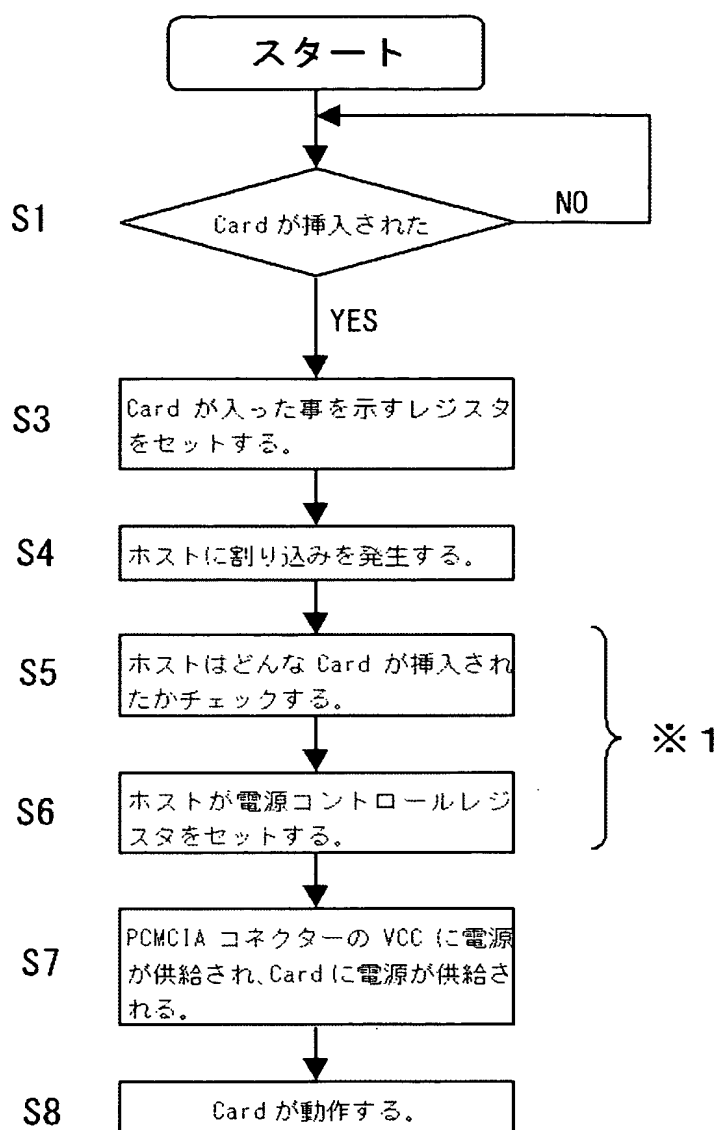 スタート
S1
Card が挿入された
NO
YES
S3
Card が入った事を示すレジスタ
をセットする。
S4
ホストに割り込みを発生する。
S5
ホストはどんな Card が挿入され
たかチェックする。
※1
S6
ホストが電源コントロールレジ
スタをセットする。
S7
PCMCIA コネクターの VCC に電源
が供給され、Card に電源が供給さ
れる。
S8
Card が動作する。